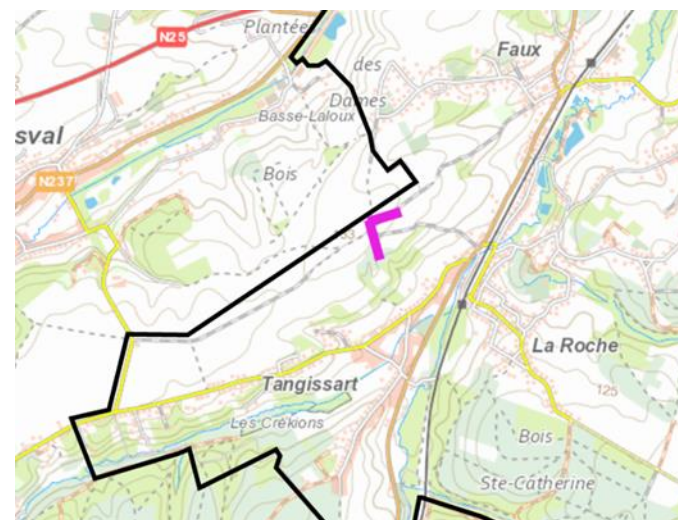 Plantée
N25
des
Faux
Dames
Basse-Laloux
sval
N237
Bois
La Roche
Tangissart
125
Les Crékions
Bois
Ste-Catherine